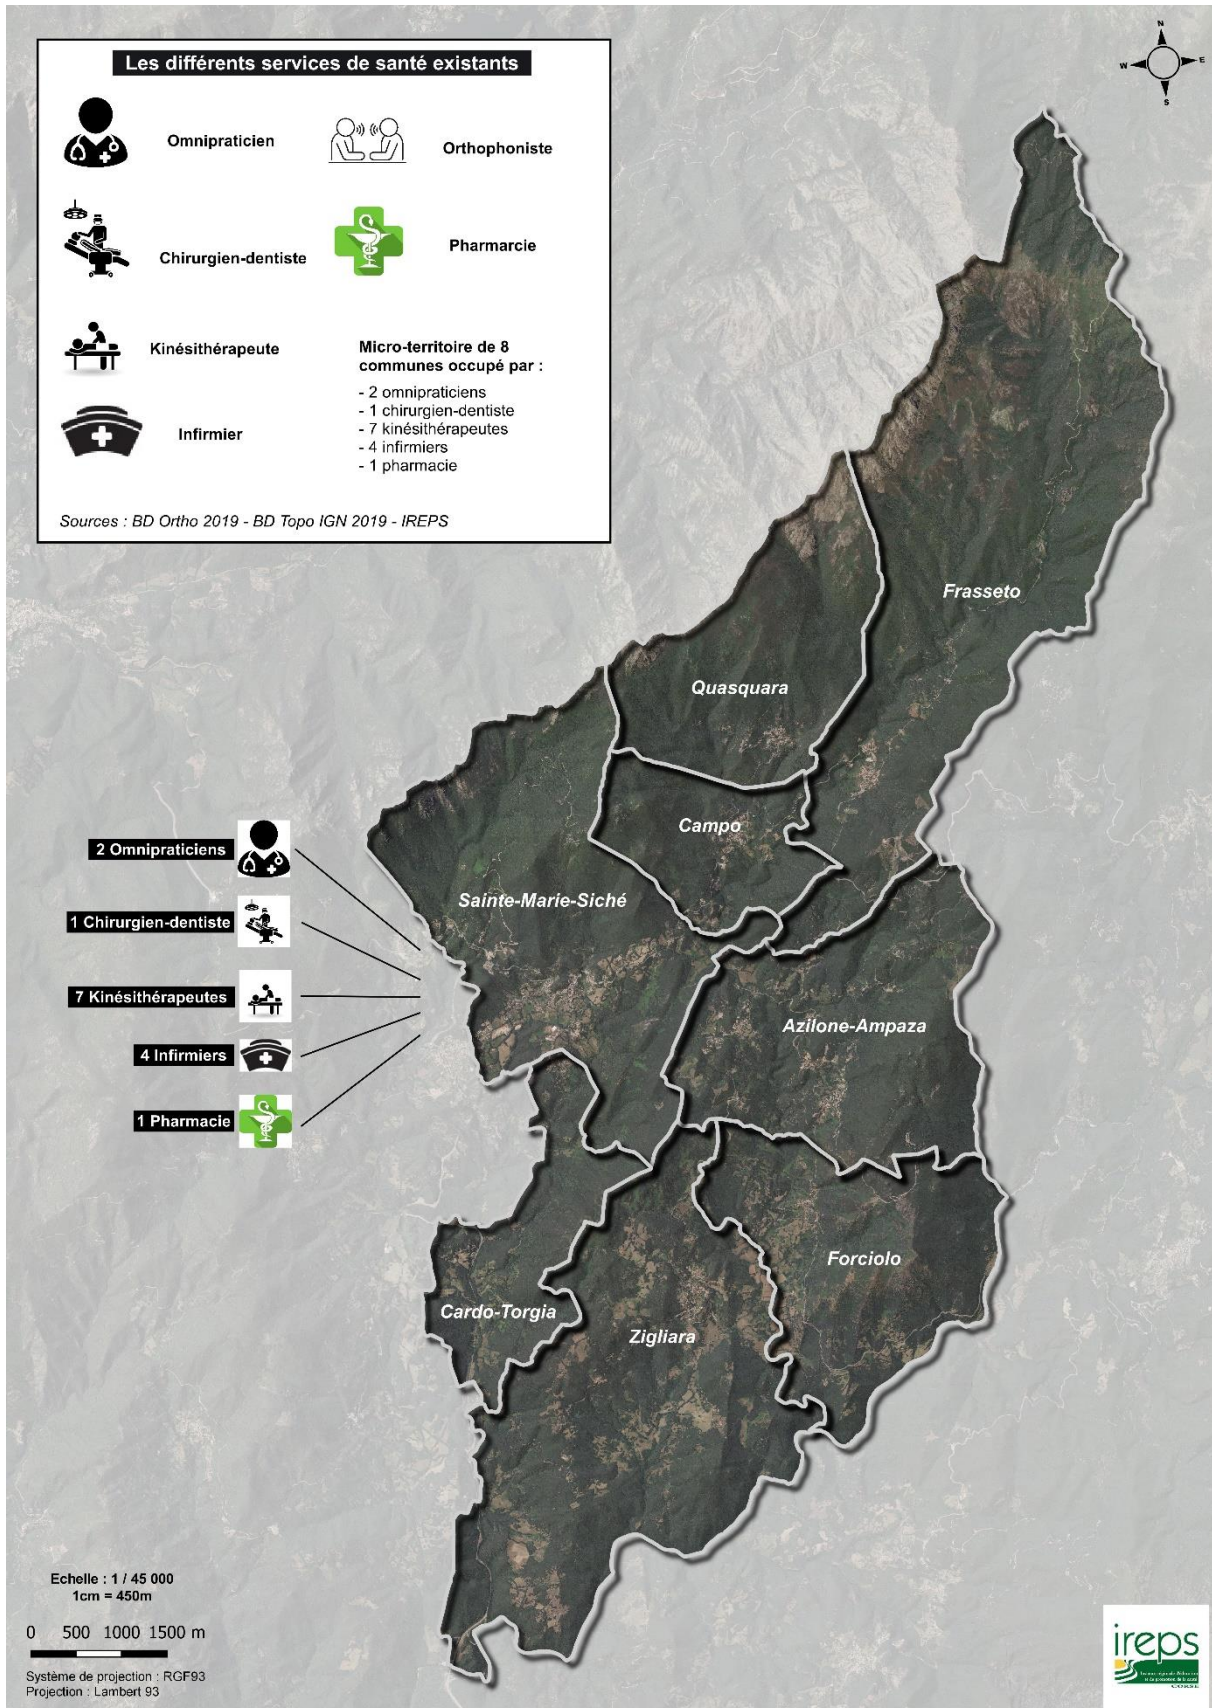 Les différents services de santé existants
Omnipraticien
Orthophoniste
Chirurgien-dentiste
Pharmarcie
Kinésithérapeute
Infirmier
Micro-territoire de 8
communes occupé par :
- 2 omnipraticiens
- 1 chirurgien-dentiste
- 7 kinésithérapeutes
- 4 infirmiers
- 1 pharmacie
Sources : BD Ortho 2019 - BD Topo IGN 2019 - IREPS
N
W
E
S
Frasseto
Quasquara
Campo
Sainte-Marie-Siché
Azilone-Ampaza
Forciolo
Cardo-Torgia
Zigliara
2 Omnipraticiens
1 Chirurgien-dentiste
7 Kinésithérapeutes
4 Infirmiers
1 Pharmacie
Echelle : 1 / 45 000
1cm = 450m
0 500 1000 1500 m
Système de projection : RGF93
Projection : Lambert 93
ireps
CORSE